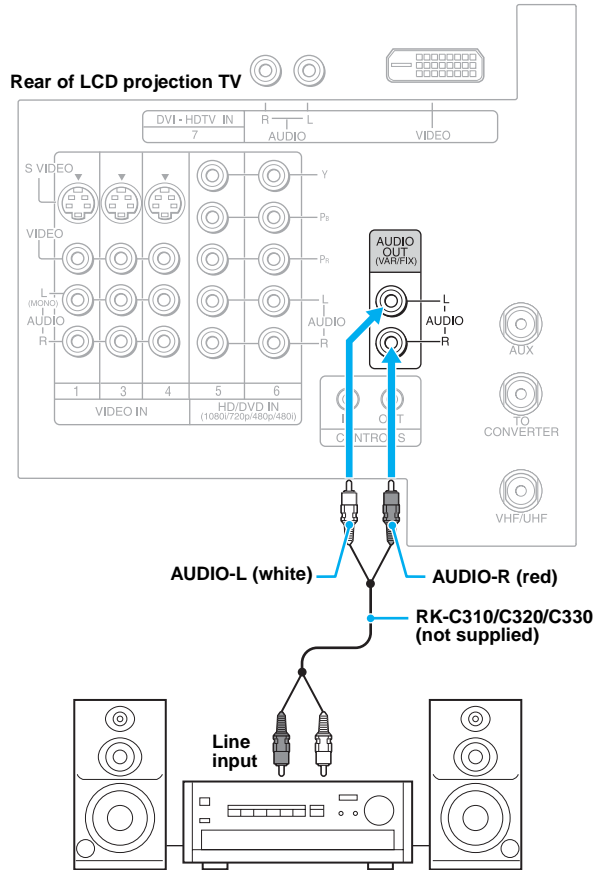 Rear of LCD projection TV
DVI - HDTV IN
7
R L
AUDIO
VIDEO
S VIDEO
Y
PB
VIDEO
PR
L
(MONO)
AUDIO
R
L
AUDIO
R
1 3 4 5 6
VIDEO IN
HD/DVD IN
(1080i/720p/480p/480i)
AUDIO
OUT
(VAR/FIX)
L
AUDIO
R
IN OUT
CONTROL S
AUX
TO
CONVERTER
VHF/UHF
AUDIO-L (white)
AUDIO-R (red)
RK-C310/C320/C330
(not supplied)
Line
input